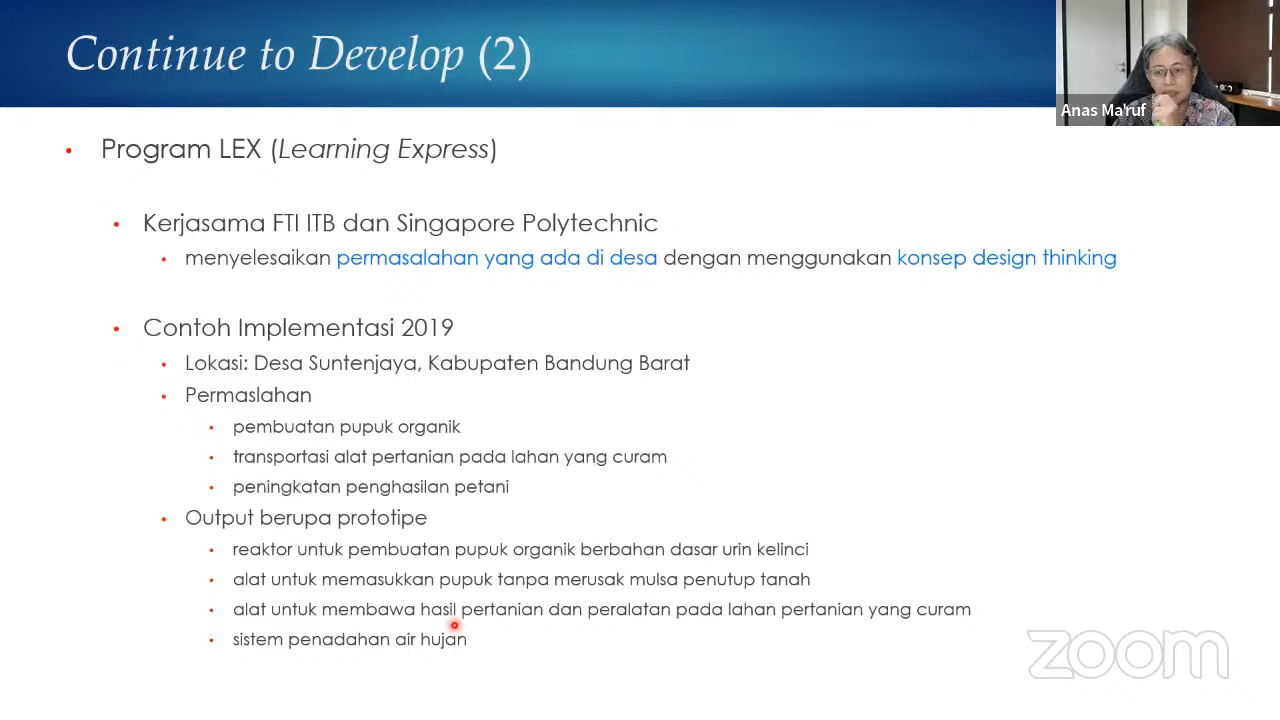 Continue to Develop (2)
Anas Ma'ruf
Program LEX (Learning Express)
Kerjasama FTI ITB dan Singapore Polytechnic
menyelesaikan permasalahan yang ada di desa dengan menggunakan konsep design thinking
Contoh Implementasi 2019
Lokasi: Desa Suntenjaya, Kabupaten Bandung Barat
Permaslahan
pembuatan pupuk organik
transportasi alat pertanian pada lahan yang curam
peningkatan penghasilan petani
Output berupa prototipe
reaktor untuk pembuatan pupuk organik berbahan dasar urin kelinci
alat untuk memasukkan pupuk tanpa merusak mulsa penutup tanah
alat untuk membawa hasil pertanian dan peralatan pada lahan pertanian yang curam
sistem penadahan air hujan
zoom